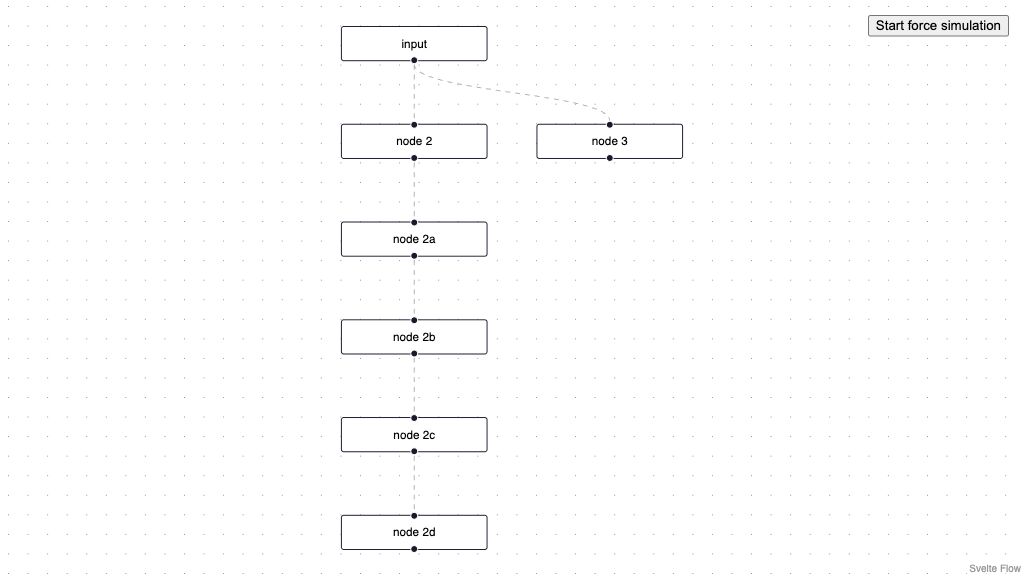 Start force simulation
input
node 2
node 3
node 2a
node 2b
node 2c
node 2d
Svelte Flow